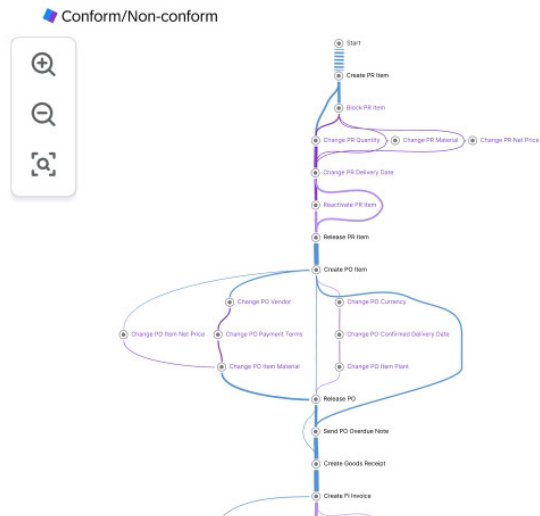 Conform/Non-conform
Start
Create PR Item
Block PR Item
Change PR Quantity
Change PR Material
Change PR Net Price
Change PR Delivery Date
Reactivate PR Item
Release PR Item
Create PO Item
Change PO Vendor
Change PO Currency
Change PO Item Net Price
Change PO Payment Terms
Change PO Confirmed Delivery Date
Change PO Item Material
Change PO Item Plant
Release PO
Send PO Overdue Note
Create Goods Receipt
Create FI Invoice